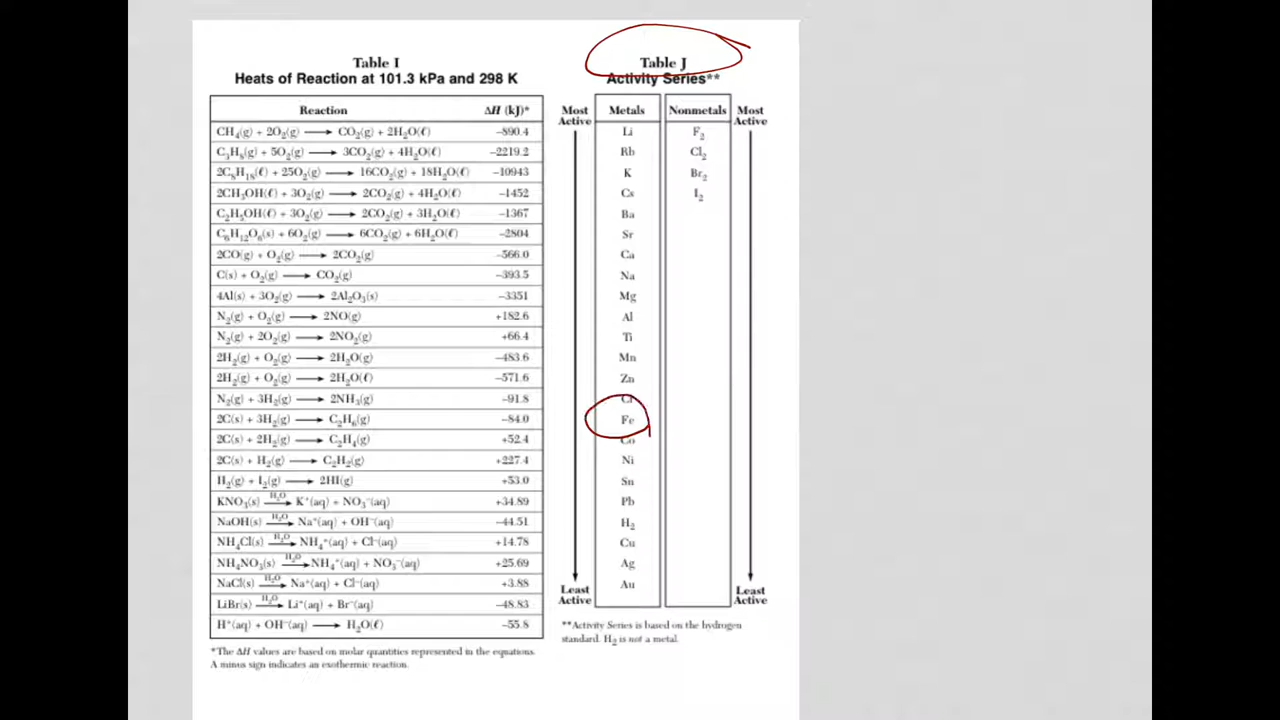 Table I
Heats of Reaction at 101.3 kPa and 298 K
Reaction ΔH (kJ)*
CH₄(g) + 2O₂(g) ⟶ CO₂(g) + 2H₂O(ℓ) –890.4
C₃H₈(g) + 5O₂(g) ⟶ 3CO₂(g) + 4H₂O(ℓ) –2219.2
2C₈H₁₈(ℓ) + 25O₂(g) ⟶ 16CO₂(g) + 18H₂O(ℓ) –10943
2CH₃OH(ℓ) + 3O₂(g) ⟶ 2CO₂(g) + 4H₂O(ℓ) –1452
C₂H₅OH(ℓ) + 3O₂(g) ⟶ 2CO₂(g) + 3H₂O(ℓ) –1367
C₆H₁₂O₆(s) + 6O₂(g) ⟶ 6CO₂(g) + 6H₂O(ℓ) –2804
2CO(g) + O₂(g) ⟶ 2CO₂(g) –566.0
C(s) + O₂(g) ⟶ CO₂(g) –393.5
4Al(s) + 3O₂(g) ⟶ 2Al₂O₃(s) –3351
N₂(g) + O₂(g) ⟶ 2NO(g) +182.6
N₂(g) + 2O₂(g) ⟶ 2NO₂(g) +66.4
2H₂(g) + O₂(g) ⟶ 2H₂O(g) –483.6
2H₂(g) + O₂(g) ⟶ 2H₂O(ℓ) –571.6
N₂(g) + 3H₂(g) ⟶ 2NH₃(g) –91.8
2C(s) + 3H₂(g) ⟶ C₂H₆(g) –84.0
2C(s) + 2H₂(g) ⟶ C₂H₄(g) +52.4
2C(s) + H₂(g) ⟶ C₂H₂(g) +227.4
H₂(g) + I₂(g) ⟶ 2HI(g) +53.0
KNO₃(s) H₂O⟶ K⁺(aq) + NO₃⁻(aq) +34.89
NaOH(s) H₂O⟶ Na⁺(aq) + OH⁻(aq) –44.51
NH₄Cl(s) H₂O⟶ NH₄⁺(aq) + Cl⁻(aq) +14.78
NH₄NO₃(s) H₂O⟶ NH₄⁺(aq) + NO₃⁻(aq) +25.69
NaCl(s) H₂O⟶ Na⁺(aq) + Cl⁻(aq) +3.88
LiBr(s) H₂O⟶ Li⁺(aq) + Br⁻(aq) –48.83
H⁺(aq) + OH⁻(aq) ⟶ H₂O(ℓ) –55.8
*The ΔH values are based on molar quantities represented in the equations.
A minus sign indicates an exothermic reaction.
Table J
Activity Series**
Most Active Metals Nonmetals Most Active
Li F₂
Rb Cl₂
K Br₂
Cs I₂
Ba
Sr
Ca
Na
Mg
Al
Ti
Mn
Zn
Cr
Fe
Co
Ni
Sn
Pb
H₂
Cu
Ag
Au
Least Active Least Active
**Activity Series is based on the hydrogen
standard. H₂ is not a metal.